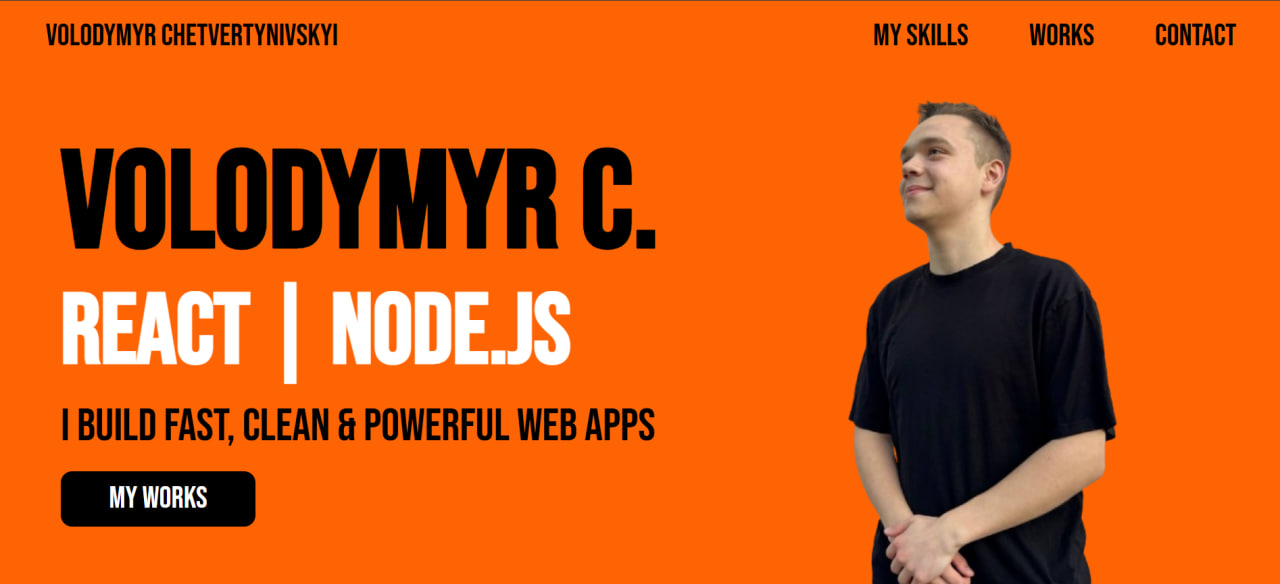 VOLODYMYR CHETVERTYNIVSKYI
MY SKILLS
WORKS
CONTACT
VOLODYMYR C.
REACT | NODE.JS
I BUILD FAST, CLEAN & POWERFUL WEB APPS
MY WORKS